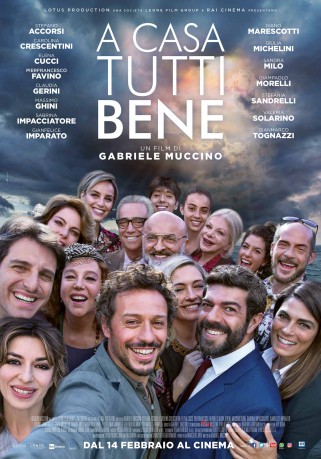 LOTUS PRODUCTION UNA SOCIETÀ LEONE FILM GROUP E RAI CINEMA PRESENTANO
STEFANO
ACCORSI
CAROLINA
CRESCENTINI
ELENA
CUCCI
PIERFRANCESCO
FAVINO
CLAUDIA
GERINI
MASSIMO
GHINI
SABRINA
IMPACCIATORE
GIANFELICE
IMPARATO
A CASA
TUTTI
BENE
UN FILM DI
GABRIELE MUCCINO
IVANO
MARESCOTTI
GIULIA
MICHELINI
SANDRA
MILO
GIAMPAOLO
MORELLI
STEFANIA
SANDRELLI
VALERIA
SOLARINO
GIANMARCO
TOGNAZZI
DAL 14 FEBBRAIO AL CINEMA